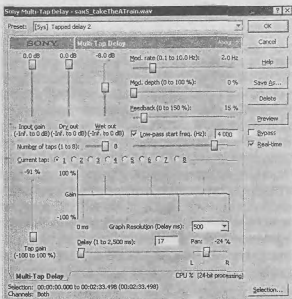 Sony Multi-Tap Delay - sax5_takeTheATrain.wav
Preset: [Sys] Tapped delay 2
OK
Cancel
Help
Save As...
Delete
Preview
Bypass
Real-time
Selection...
SONY Multi-Tap Delay
0.0 dB 0.0 dB -8.0 dB
Mod. rate (0.1 to 10.0 Hz): 2.0 Hz
Mod. depth (0 to 100 %): 0 %
Feedback (0 to 150 %): 15 %
Input gain Dry out Wet out
(-Inf. to 0 dB) (-Inf. to 0 dB) (-Inf. to 0 dB)
Low-pass start freq. (Hz): 4 000
Number of taps (1 to 8): 8
Current tap: 1 2 3 4 5 6 7 8
-91 %
100 %
Gain
-100 %
0 ms Graph Resolution (Delay ms): 500
Tap gain
(-100 to 100 %)
Delay (1 to 2,500 ms): 17 Pan: -24 %
L R
Multi-Tap Delay
CPU % (24-bit processing)
Selection: 00:00:00.000 to 00:02:33.498 (00:02:33.498)
Channels: Both